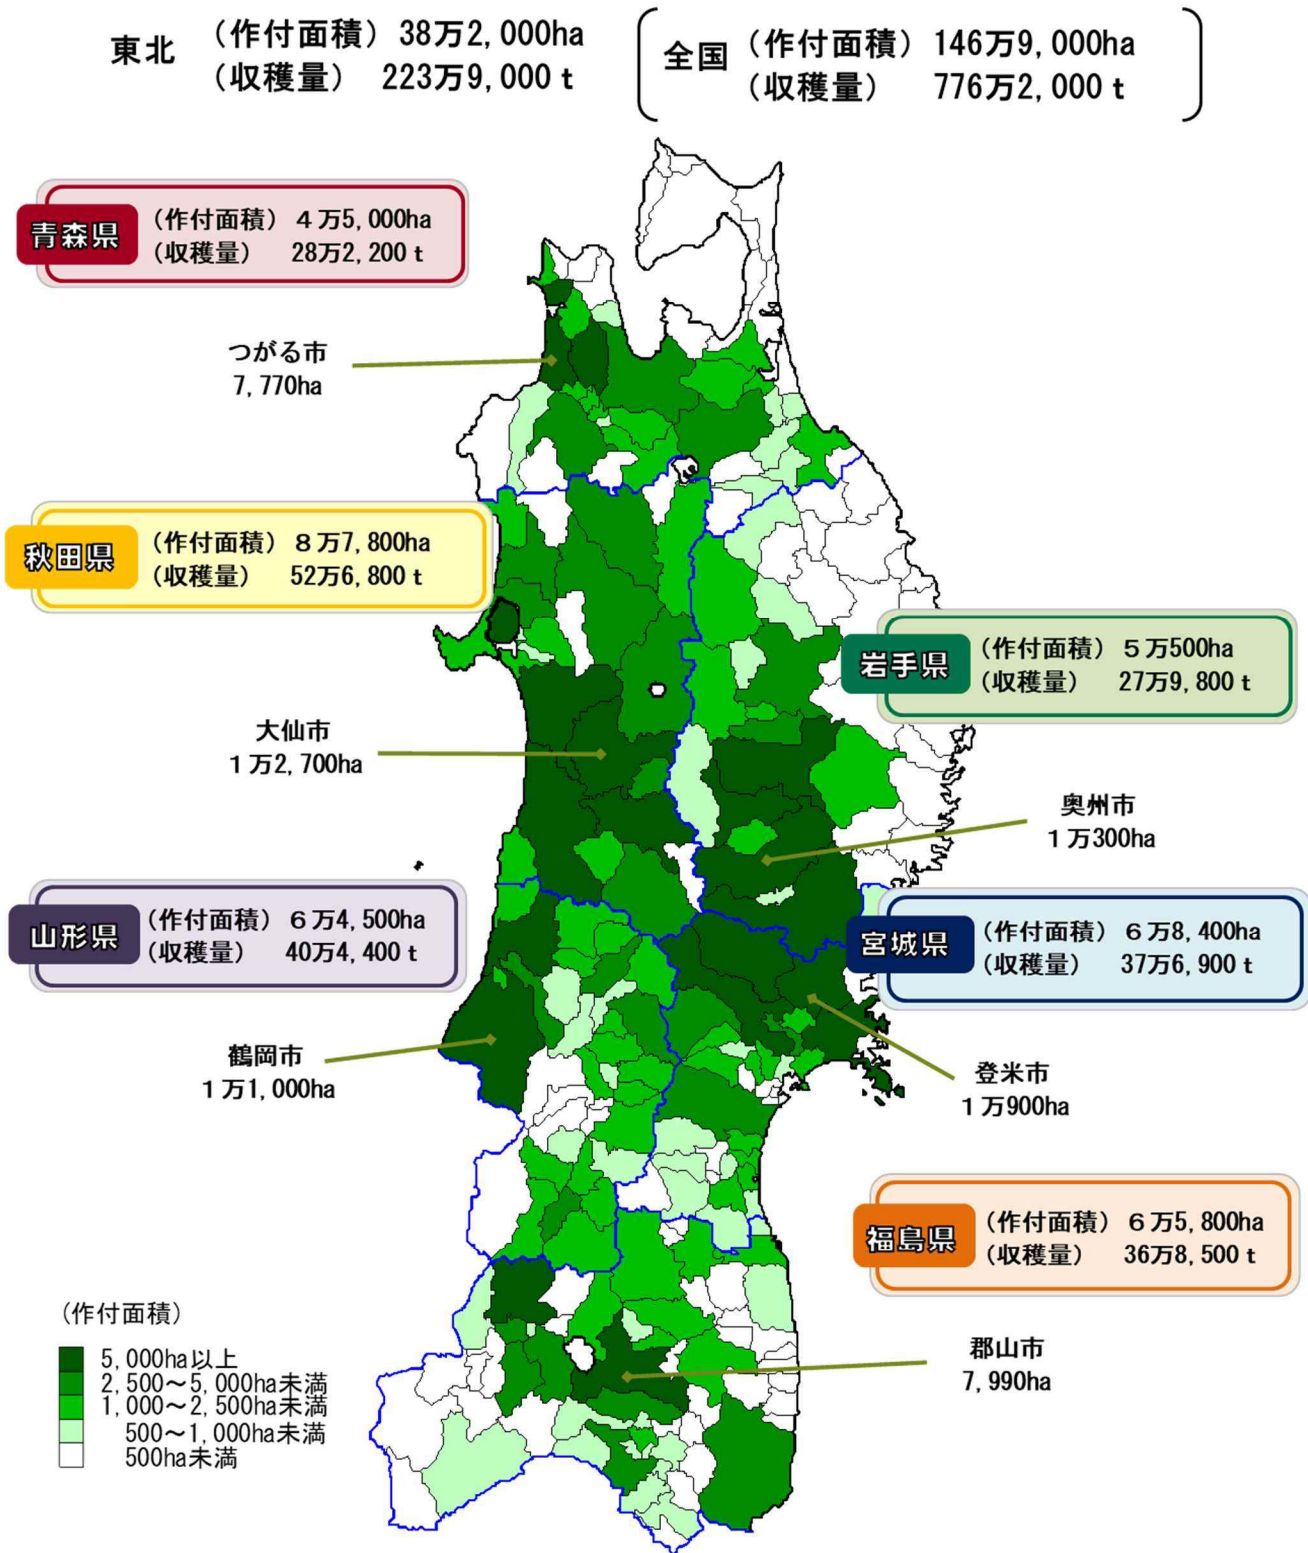 東北 （作付面積）38万2,000ha
（収穫量） 223万9,000 t
全国 （作付面積）146万9,000ha
（収穫量） 776万2,000 t
青森県
（作付面積）４万5,000ha
（収穫量） 28万2,200 t
つがる市
7,770ha
秋田県
（作付面積）８万7,800ha
（収穫量） 52万6,800 t
岩手県
（作付面積）５万500ha
（収穫量） 27万9,800 t
大仙市
１万2,700ha
奥州市
１万300ha
山形県
（作付面積）６万4,500ha
（収穫量） 40万4,400 t
宮城県
（作付面積）６万8,400ha
（収穫量） 37万6,900 t
鶴岡市
１万1,000ha
登米市
１万900ha
福島県
（作付面積）６万5,800ha
（収穫量） 36万8,500 t
郡山市
7,990ha
（作付面積）
5,000ha以上
2,500～5,000ha未満
1,000～2,500ha未満
500～1,000ha未満
500ha未満